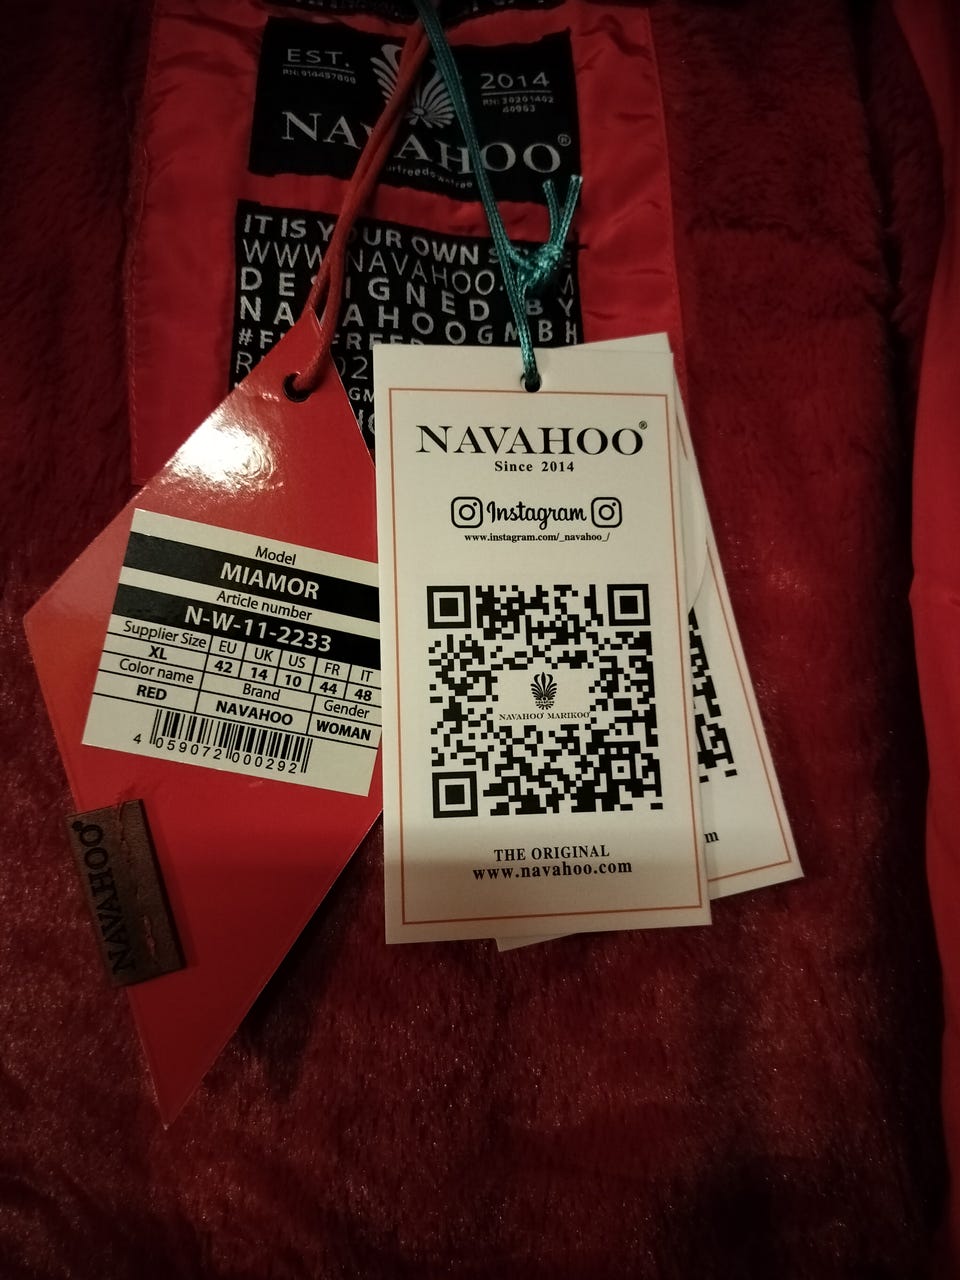 EST.
2014
NAVAHOO®
IT IS YOUR OWN
WWW.NAVAHOO.
DESIGNED BY
NAVAHOO GMBH
NAVAHOO®
Since 2014
Instagram
www.instagram.com/_navahoo_/
NAVAHOO MARIKOO
THE ORIGINAL
www.navahoo.com
m
Model
MIAMOR
Article number
N-W-11-2233
Supplier Size EU UK US FR IT
XL 42 14 10 44 48
Color name Brand Gender
RED NAVAHOO WOMAN
4 059072 000292
NAVAHOO®